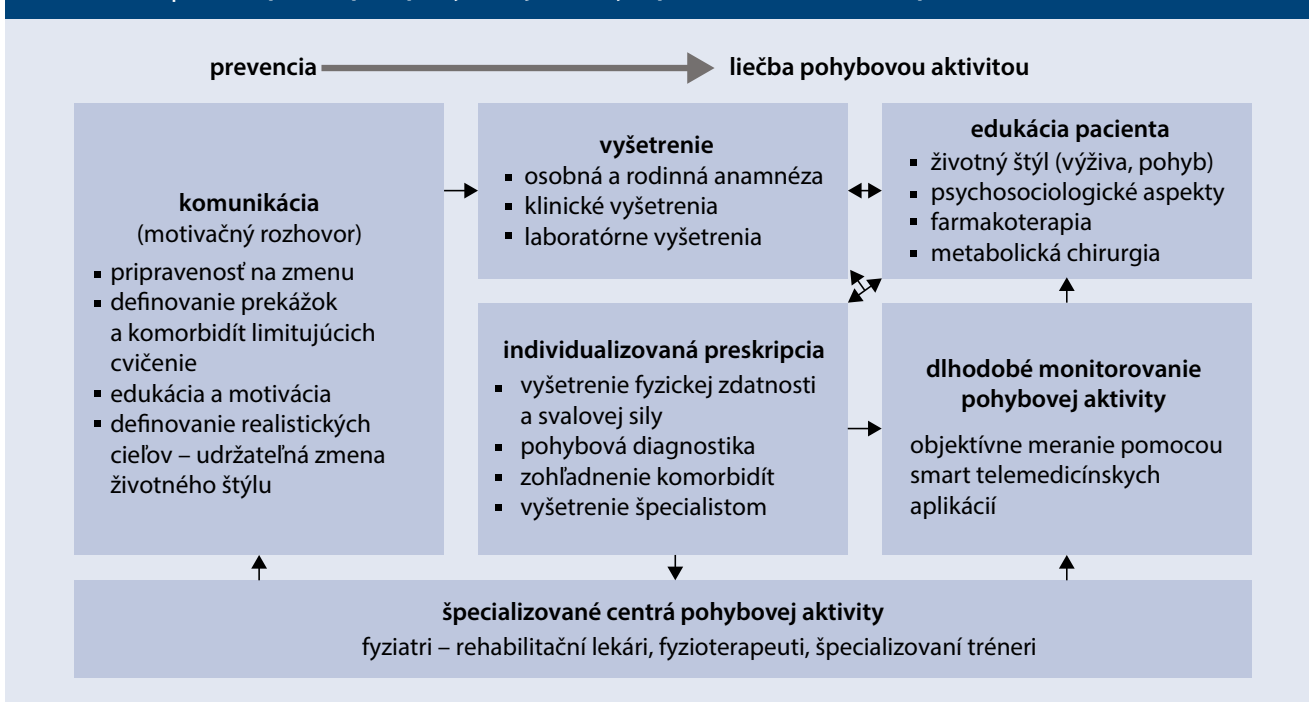 prevencia
liečba pohybovou aktivitou
komunikácia
(motivačný rozhovor)
▪ pripravenosť na zmenu
▪ definovanie prekážok
a komorbidít limitujúcich
cvičenie
▪ edukácia a motivácia
▪ definovanie realistických
cieľov – udržateľná zmena
životného štýlu
vyšetrenie
▪ osobná a rodinná anamnéza
▪ klinické vyšetrenia
▪ laboratórne vyšetrenia
edukácia pacienta
▪ životný štýl (výživa, pohyb)
▪ psychosociologické aspekty
▪ farmakoterapia
▪ metabolická chirurgia
individualizovaná preskripcia
▪ vyšetrenie fyzickej zdatnosti
a svalovej sily
▪ pohybová diagnostika
▪ zohľadnenie komorbidít
▪ vyšetrenie špecialistom
dlhodobé monitorovanie
pohybovej aktivity
objektívne meranie pomocou
smart telemedicínskych
aplikácií
špecializované centrá pohybovej aktivity
fyziatri – rehabilitační lekári, fyzioterapeuti, špecializovaní tréneri